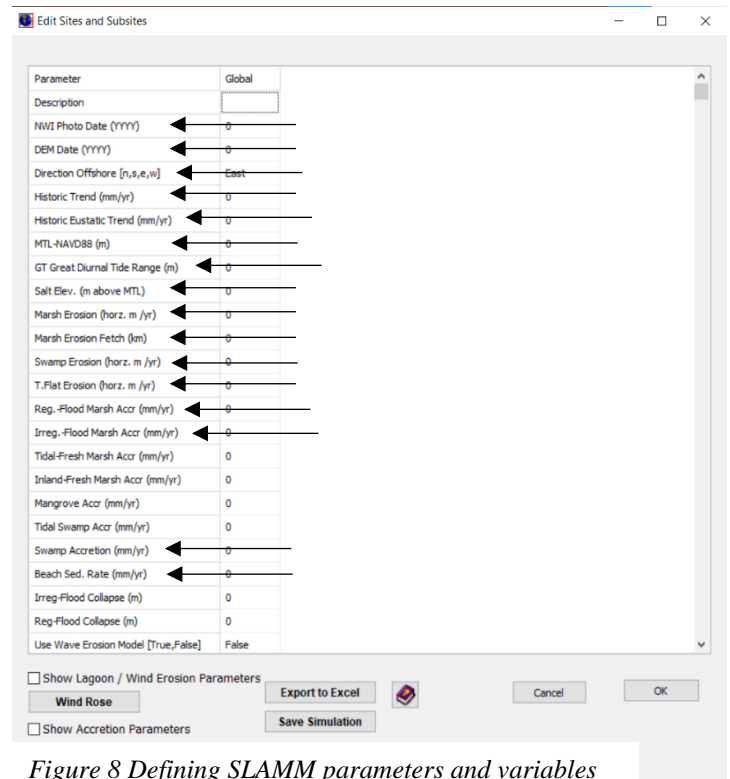 Edit Sites and Subsites
Parameter Global
Description
NWI Photo Date (YYYY) 0
DEM Date (YYYY) 0
Direction Offshore [n,s,e,w] East
Historic Trend (mm/yr) 0
Historic Eustatic Trend (mm/yr) 0
MTL-NAVD88 (m) 0
GT Great Diurnal Tide Range (m) 0
Salt Elev. (m above MTL) 0
Marsh Erosion (horz. m /yr) 0
Marsh Erosion Fetch (km) 0
Swamp Erosion (horz. m /yr) 0
T.Flat Erosion (horz. m /yr) 0
Reg.-Flood Marsh Accr (mm/yr) 0
Irreg.-Flood Marsh Accr (mm/yr) 0
Tidal-Fresh Marsh Accr (mm/yr) 0
Inland-Fresh Marsh Accr (mm/yr) 0
Mangrove Accr (mm/yr) 0
Tidal Swamp Accr (mm/yr) 0
Swamp Accretion (mm/yr) 0
Beach Sed. Rate (mm/yr) 0
Irreg-Flood Collapse (m) 0
Reg-Flood Collapse (m) 0
Use Wave Erosion Model [True,False] False
Show Lagoon / Wind Erosion Parameters
Wind Rose Export to Excel Cancel OK
Show Accretion Parameters Save Simulation
Figure 8 Defining SLAMM parameters and variables